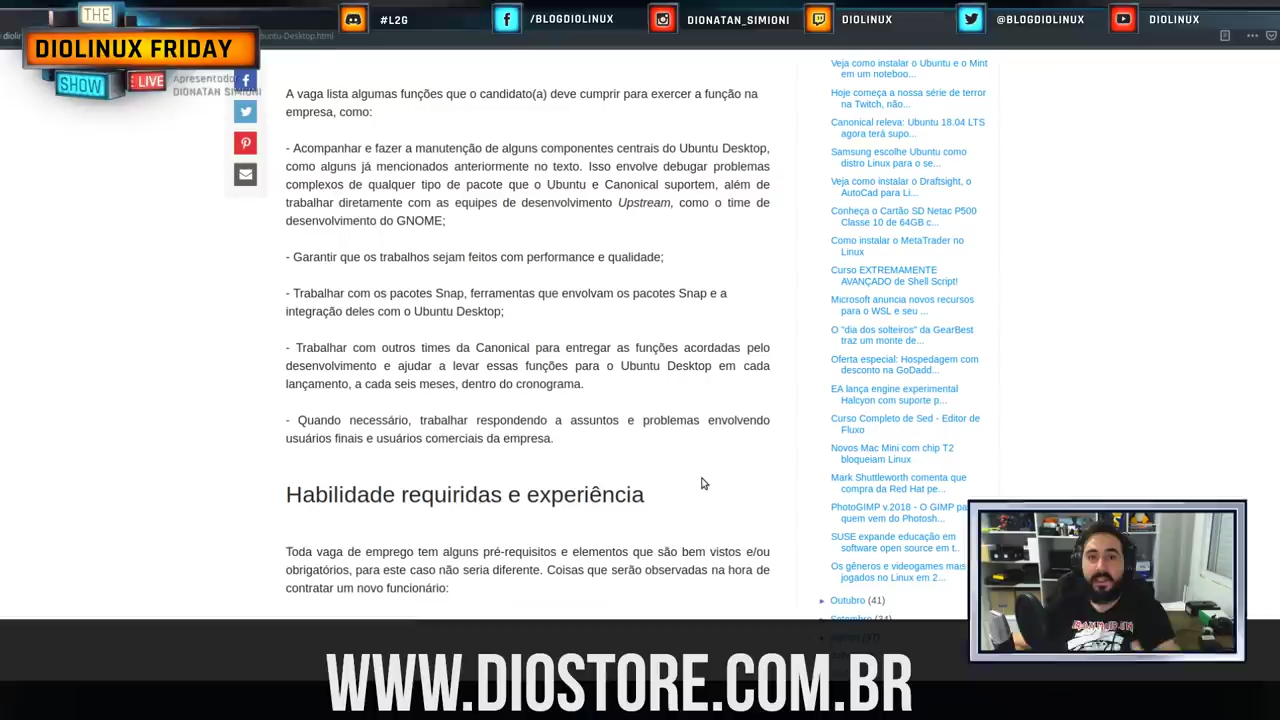 THE
DIOLINUX FRIDAY
SHOW
LIVE
Apresentado
DIONATAN SIMIONI
#L2G
/BLOGDIOLINUX
DIONATAN_SIMIONI
DIOLINUX
@BLOGDIOLINUX
DIOLINUX
buntu-Desktop.html
A vaga lista algumas funções que o candidato(a) deve cumprir para exercer a função na
empresa, como:
- Acompanhar e fazer a manutenção de alguns componentes centrais do Ubuntu Desktop,
como alguns já mencionados anteriormente no texto. Isso envolve debugar problemas
complexos de qualquer tipo de pacote que o Ubuntu e Canonical suportem, além de
trabalhar diretamente com as equipes de desenvolvimento Upstream, como o time de
desenvolvimento do GNOME;
- Garantir que os trabalhos sejam feitos com performance e qualidade;
- Trabalhar com os pacotes Snap, ferramentas que envolvam os pacotes Snap e a
integração deles com o Ubuntu Desktop;
- Trabalhar com outros times da Canonical para entregar as funções acordadas pelo
desenvolvimento e ajudar a levar essas funções para o Ubuntu Desktop em cada
lançamento, a cada seis meses, dentro do cronograma.
- Quando necessário, trabalhar respondendo a assuntos e problemas envolvendo
usuários finais e usuários comerciais da empresa.
Habilidade requiridas e experiência
Toda vaga de emprego tem alguns pré-requisitos e elementos que são bem vistos e/ou
obrigatórios, para este caso não seria diferente. Coisas que serão observadas na hora de
contratar um novo funcionário:
Veja como instalar o Ubuntu e o Mint
em um noteboo...
Hoje começa a nossa série de terror
na Twitch, não...
Canonical releva: Ubuntu 18.04 LTS
agora terá supo...
Samsung escolhe Ubuntu como
distro Linux para o se...
Veja como instalar o Draftsight, o
AutoCad para Li...
Conheça o Cartão SD Netac P500
Classe 10 de 64GB c...
Como instalar o MetaTrader no
Linux
Curso EXTREMAMENTE
AVANÇADO de Shell Script!
Microsoft anuncia novos recursos
para o WSL e seu ...
O "dia dos solteiros" da GearBest
traz um monte de...
Oferta especial: Hospedagem com
desconto na GoDadd...
EA lança engine experimental
Halcyon com suporte p...
Curso Completo de Sed - Editor de
Fluxo
Novos Mac Mini com chip T2
bloqueiam Linux
Mark Shuttleworth comenta que
compra da Red Hat pe...
PhotoGIMP v.2018 - O GIMP pa
quem vem do Photosh...
SUSE expande educação em
software open source em t..
Os gêneros e videogames mais
jogados no Linux em 2...
Outubro (41)
Setembro (34)
IRON MAIDEN
WWW.DIOSTORE.COM.BR